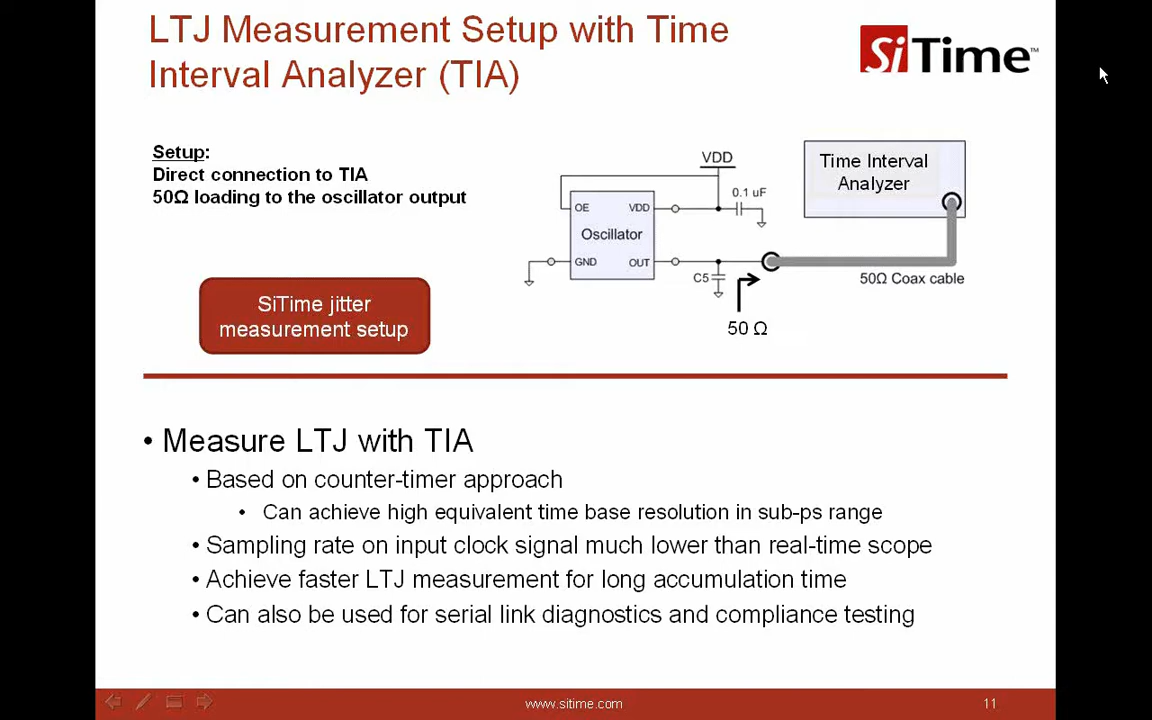 LTJ Measurement Setup with Time
Interval Analyzer (TIA)
SiTime™
Setup:
Direct connection to TIA
50Ω loading to the oscillator output
SiTime jitter
measurement setup
VDD
0.1 uF
OE
VDD
Oscillator
GND
OUT
C5
50 Ω
Time Interval
Analyzer
50Ω Coax cable
• Measure LTJ with TIA
• Based on counter-timer approach
• Can achieve high equivalent time base resolution in sub-ps range
• Sampling rate on input clock signal much lower than real-time scope
• Achieve faster LTJ measurement for long accumulation time
• Can also be used for serial link diagnostics and compliance testing
www.sitime.com
11